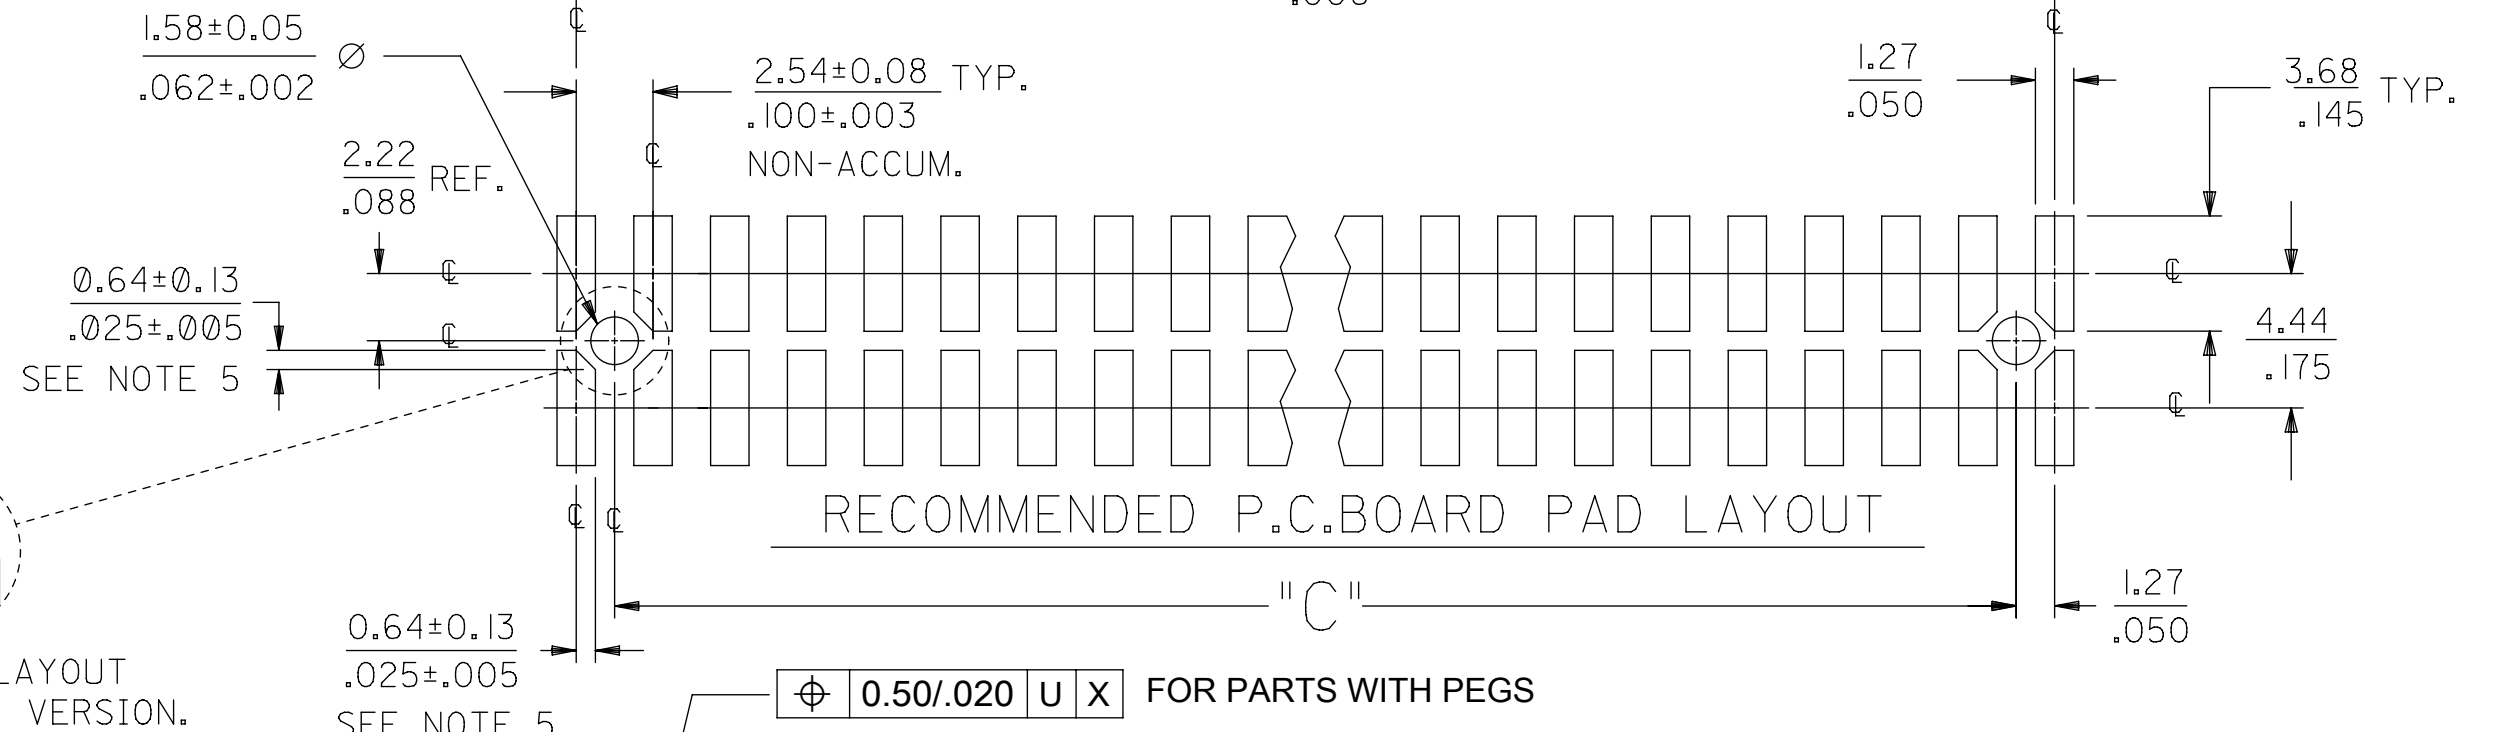 1.58±0.05
.062±.002
Ø
2.54±0.08 TYP.
.100±.003
NON-ACCUM.
1.27
.050
3.68 TYP.
.145
2.22 REF.
.088
0.64±0.13
.025±.005
SEE NOTE 5
4.44
.175
RECOMMENDED P.C.BOARD PAD LAYOUT
"C"
1.27
.050
0.64±0.13
.025±.005
SEE NOTE 5
LAYOUT
VERSION.
⌖ 0.50/.020 U X FOR PARTS WITH PEGS